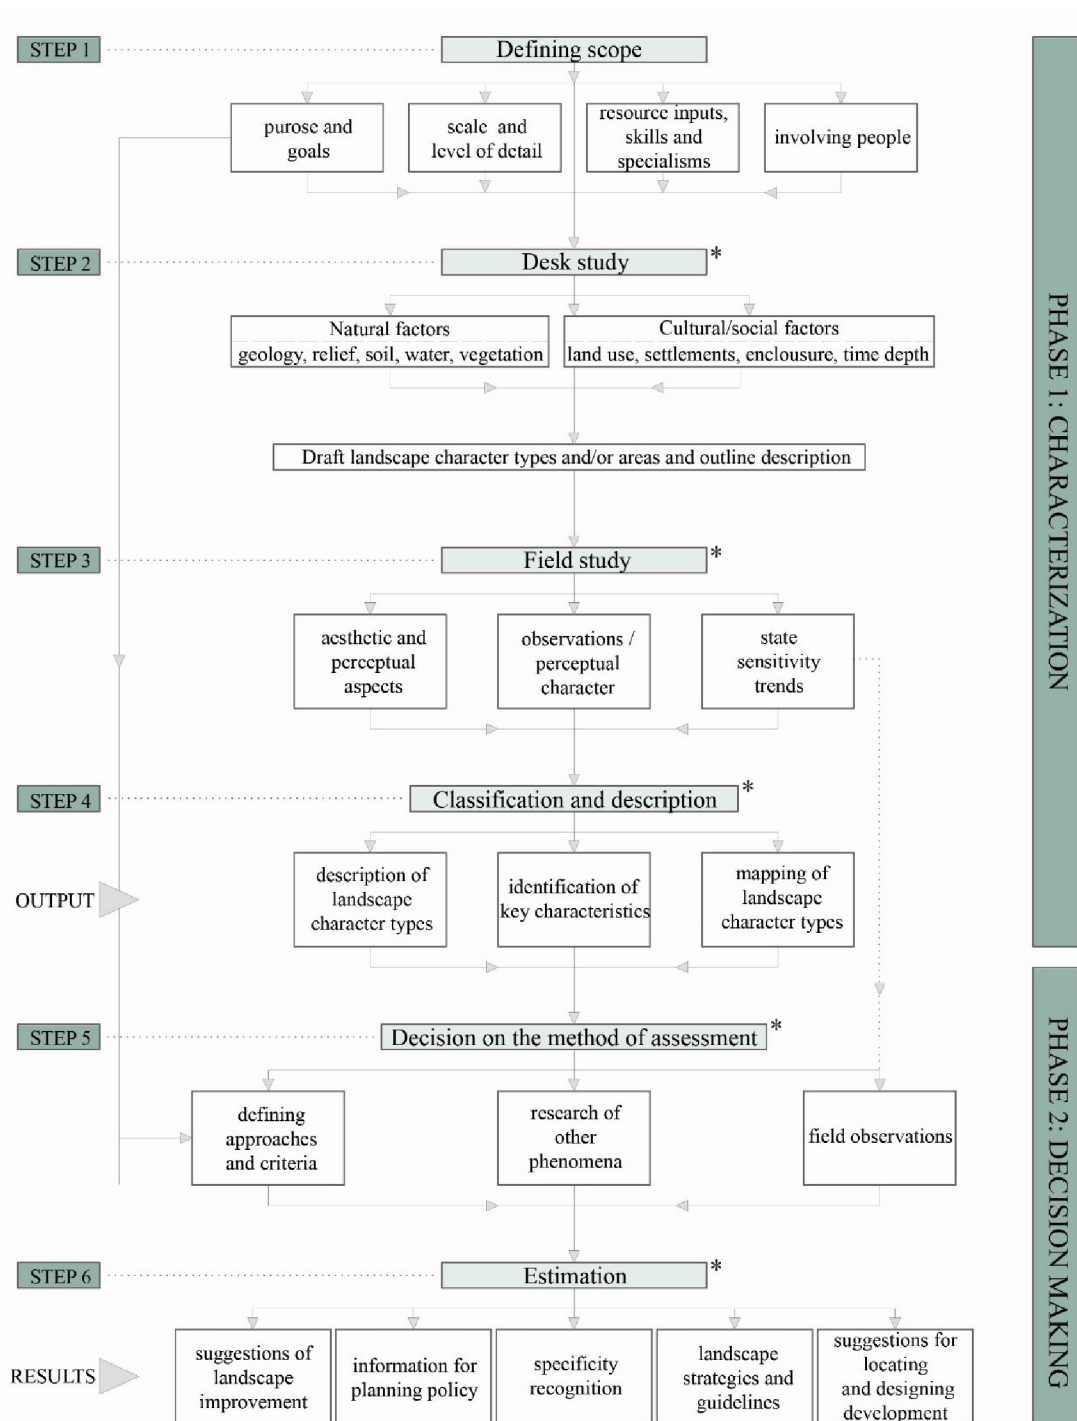 STEP 1
Defining scope
purose and
goals
scale and
level of detail
resource inputs,
skills and
specialisms
involving people
STEP 2
Desk study *
Natural factors
geology, relief, soil, water, vegetation
Cultural/social factors
land use, settlements, enclousure, time depth
Draft landscape character types and/or areas and outline description
STEP 3
Field study *
aesthetic and
perceptual
aspects
observations /
perceptual
character
state
sensitivity
trends
STEP 4
Classification and description *
OUTPUT
description of
landscape
character types
identification of
key characteristics
mapping of
landscape
character types
STEP 5
Decision on the method of assessment *
defining
approaches
and criteria
research of
other
phenomena
field observations
STEP 6
Estimation *
RESULTS
suggestions of
landscape
improvement
information for
planning policy
specificity
recognition
landscape
strategies and
guidelines
suggestions for
locating
and designing
development
PHASE 1: CHARACTERIZATION
PHASE 2: DECISION MAKING